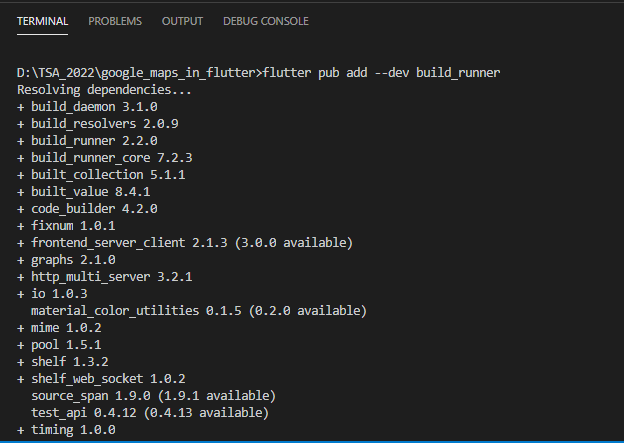 TERMINAL PROBLEMS OUTPUT DEBUG CONSOLE
D:\TSA_2022\google_maps_in_flutter>flutter pub add --dev build_runner
Resolving dependencies...
+ build_daemon 3.1.0
+ build_resolvers 2.0.9
+ build_runner 2.2.0
+ build_runner_core 7.2.3
+ built_collection 5.1.1
+ built_value 8.4.1
+ code_builder 4.2.0
+ fixnum 1.0.1
+ frontend_server_client 2.1.3 (3.0.0 available)
+ graphs 2.1.0
+ http_multi_server 3.2.1
+ io 1.0.3
  material_color_utilities 0.1.5 (0.2.0 available)
+ mime 1.0.2
+ pool 1.5.1
+ shelf 1.3.2
+ shelf_web_socket 1.0.2
  source_span 1.9.0 (1.9.1 available)
  test_api 0.4.12 (0.4.13 available)
+ timing 1.0.0